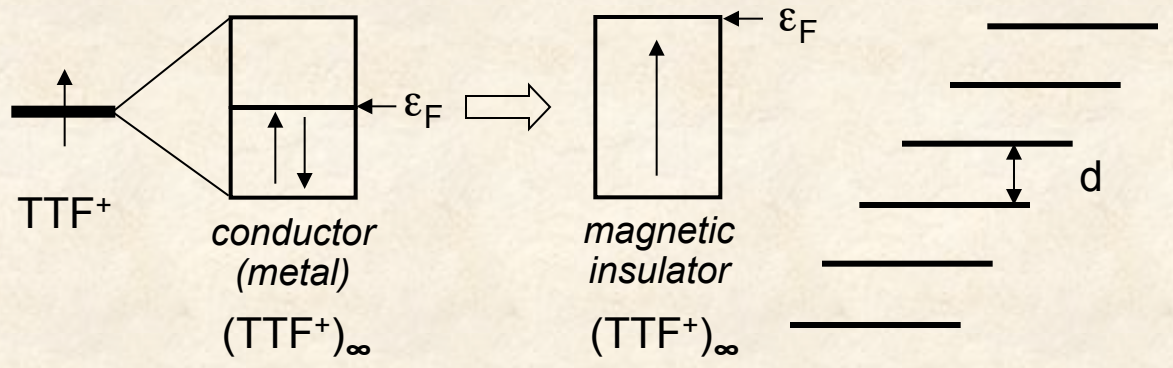 TTF⁺
ε_F
conductor
(metal)
(TTF⁺)_∞
ε_F
magnetic
insulator
(TTF⁺)_∞
d